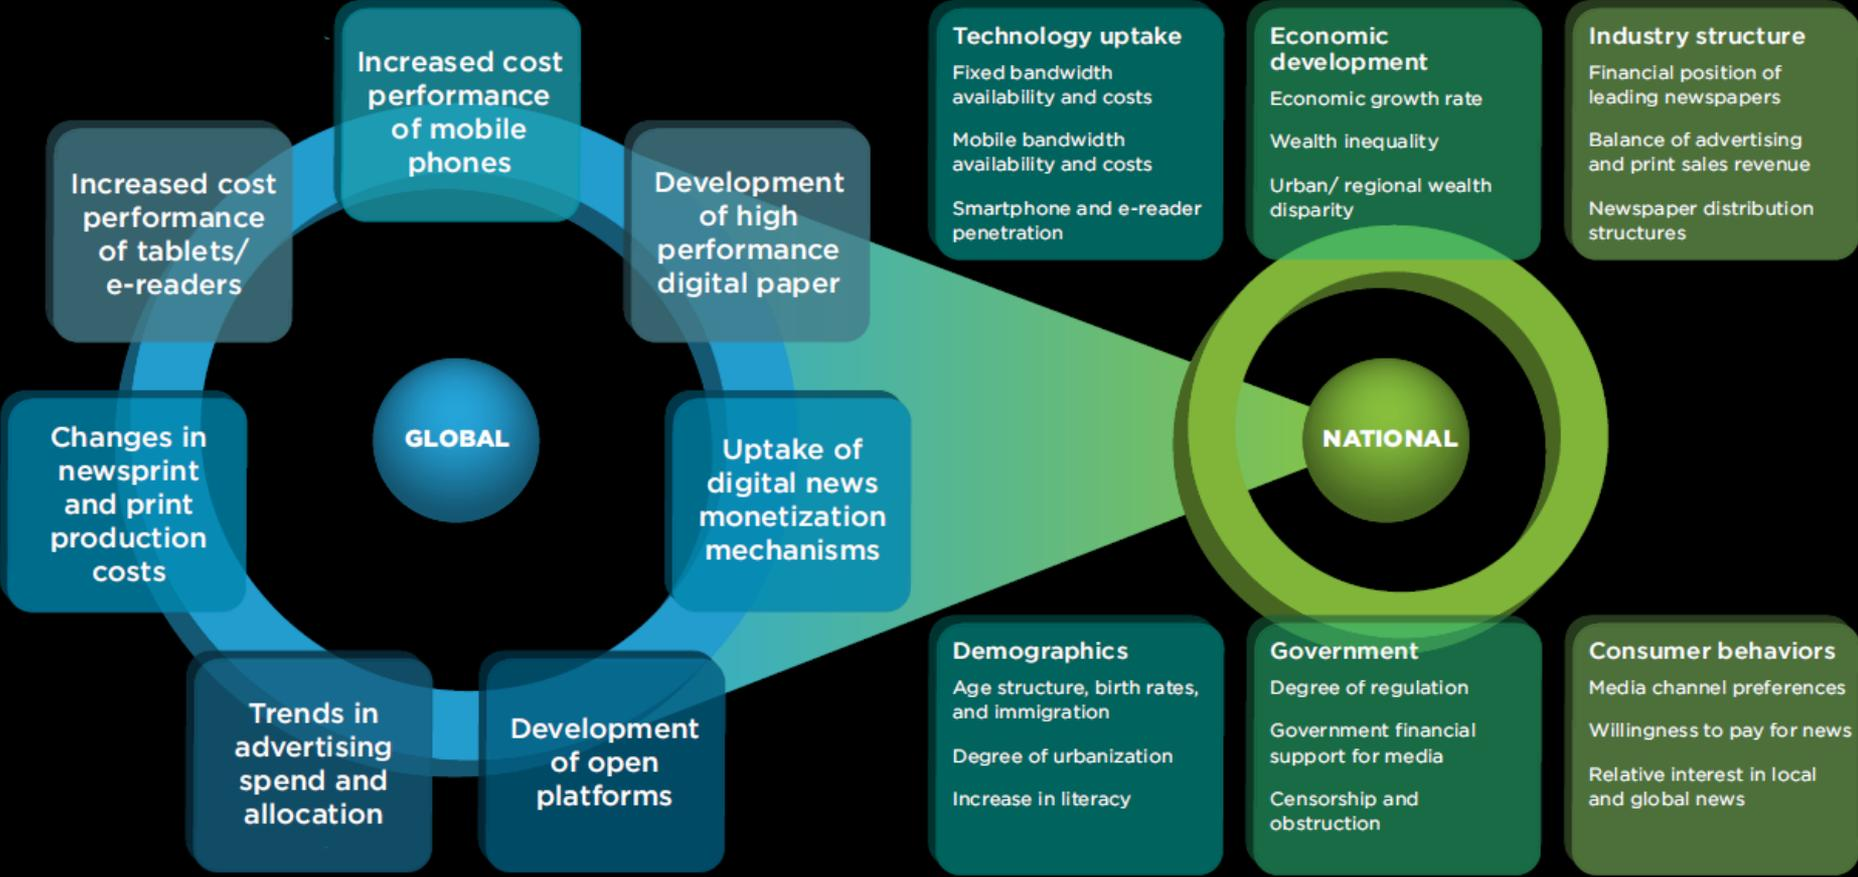 Increased cost
performance
of mobile
phones
Increased cost
performance
of tablets/
e-readers
Development
of high
performance
digital paper
Changes in
newsprint
and print
production
costs
GLOBAL
Uptake of
digital news
monetization
mechanisms
Trends in
advertising
spend and
allocation
Development
of open
platforms
Technology uptake
Fixed bandwidth
availability and costs
Mobile bandwidth
availability and costs
Smartphone and e-reader
penetration
Economic
development
Economic growth rate
Wealth inequality
Urban/ regional wealth
disparity
Industry structure
Financial position of
leading newspapers
Balance of advertising
and print sales revenue
Newspaper distribution
structures
NATIONAL
Demographics
Age structure, birth rates,
and immigration
Degree of urbanization
Increase in literacy
Government
Degree of regulation
Government financial
support for media
Censorship and
obstruction
Consumer behaviors
Media channel preferences
Willingness to pay for news
Relative interest in local
and global news